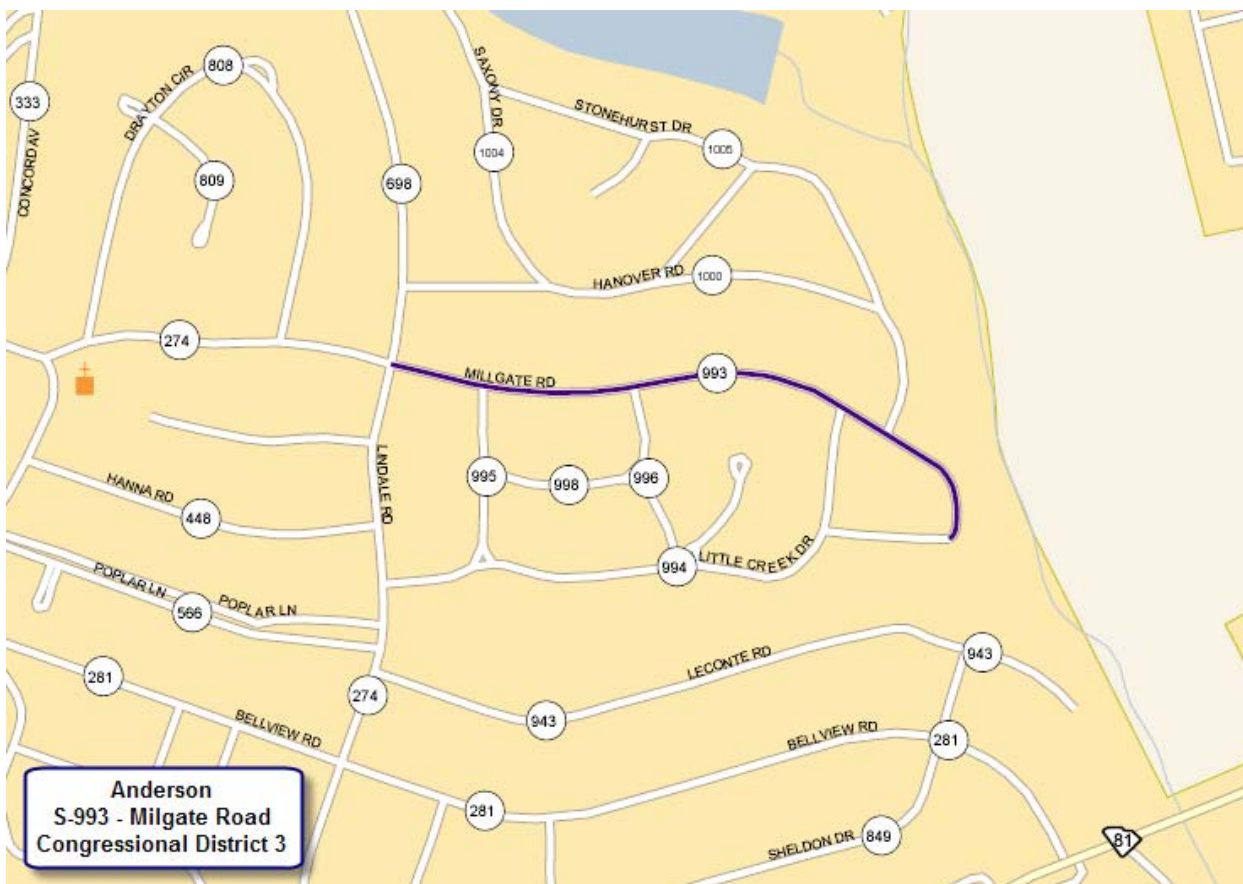 808
DRAYTON CIR
333
CONCORD AV
809
698
SAXONY DR
1004
STONEHURST DR
1005
HANOVER RD
1000
274
MILLGATE RD
993
LINDALE RD
995
998
996
HANNA RD
448
994
LITTLE CREEK DR
POPLAR LN
566
POPLAR LN
281
274
LECONTE RD
943
943
BELLVIEW RD
BELLVIEW RD
281
281
SHELDON DR
849
81
Anderson
S-993 - Milgate Road
Congressional District 3